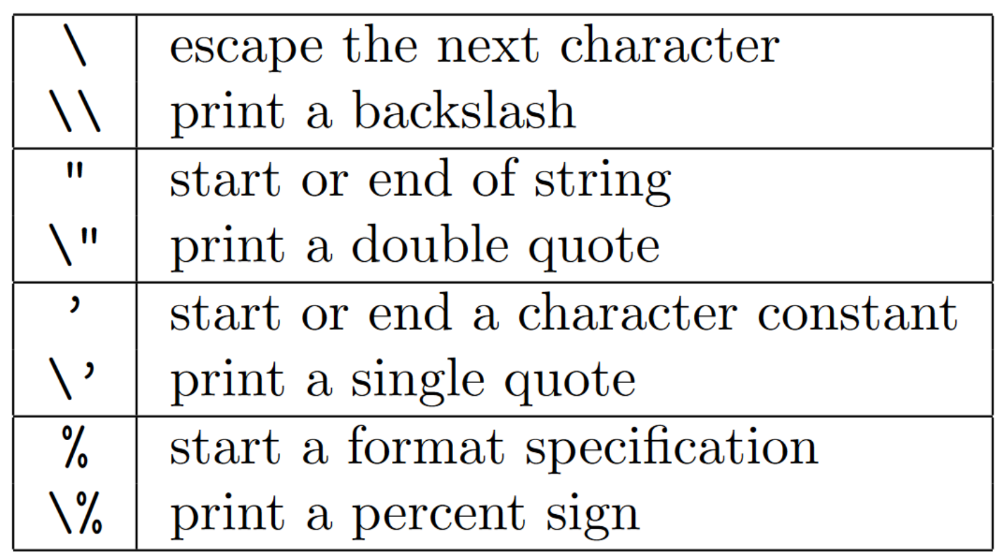 \ escape the next character
\\ print a backslash
" start or end of string
\" print a double quote
’ start or end a character constant
\’ print a single quote
% start a format specification
\% print a percent sign